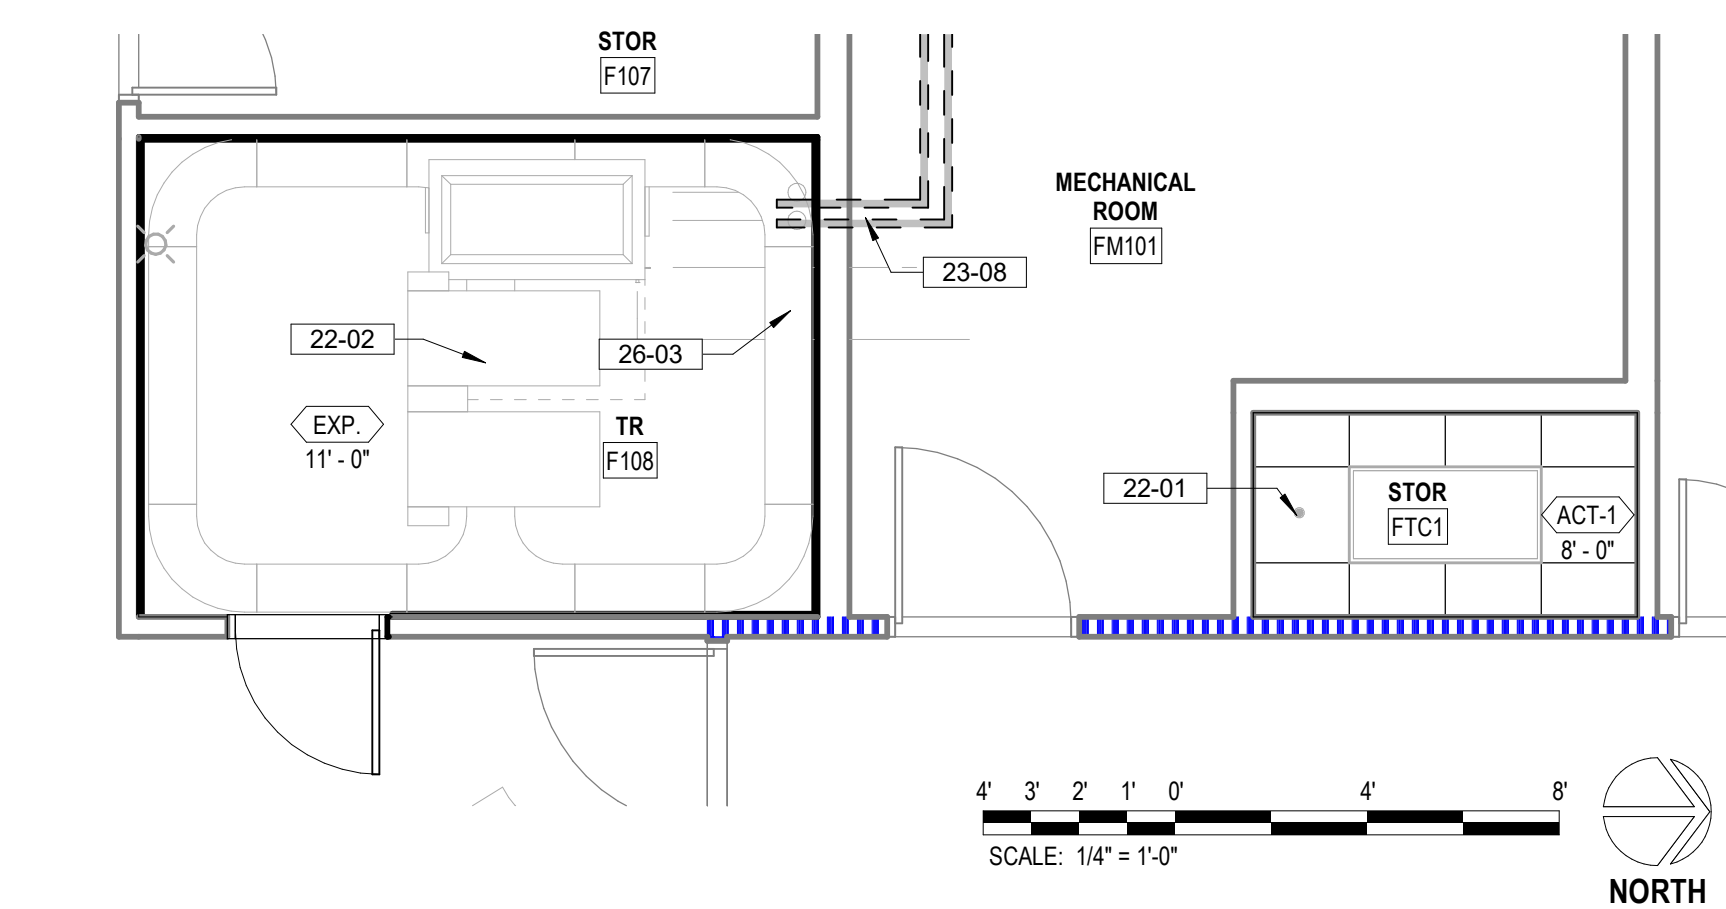 STOR
F107
MECHANICAL
ROOM
FM101
23-08
22-02
26-03
EXP.
11' - 0"
TR
F108
22-01
STOR
FTC1
ACT-1
8' - 0"
4' 3' 2' 1' 0' 4' 8'
SCALE: 1/4" = 1'-0"
NORTH